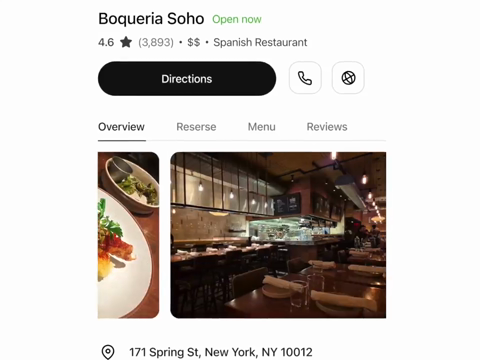 Boqueria Soho Open now
4.6 ★ (3,893) • $$ • Spanish Restaurant
Directions
Overview Reserse Menu Reviews
171 Spring St, New York, NY 10012